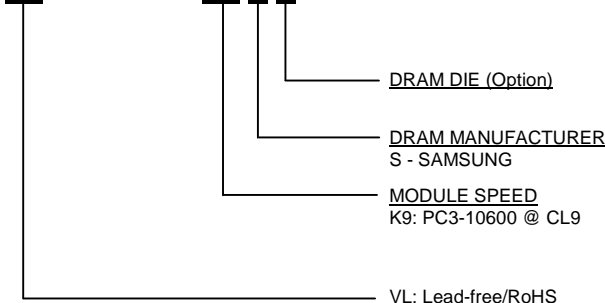 DRAM DIE (Option)
DRAM MANUFACTURER
S - SAMSUNG
MODULE SPEED
K9: PC3-10600 @ CL9
VL: Lead-free/RoHS